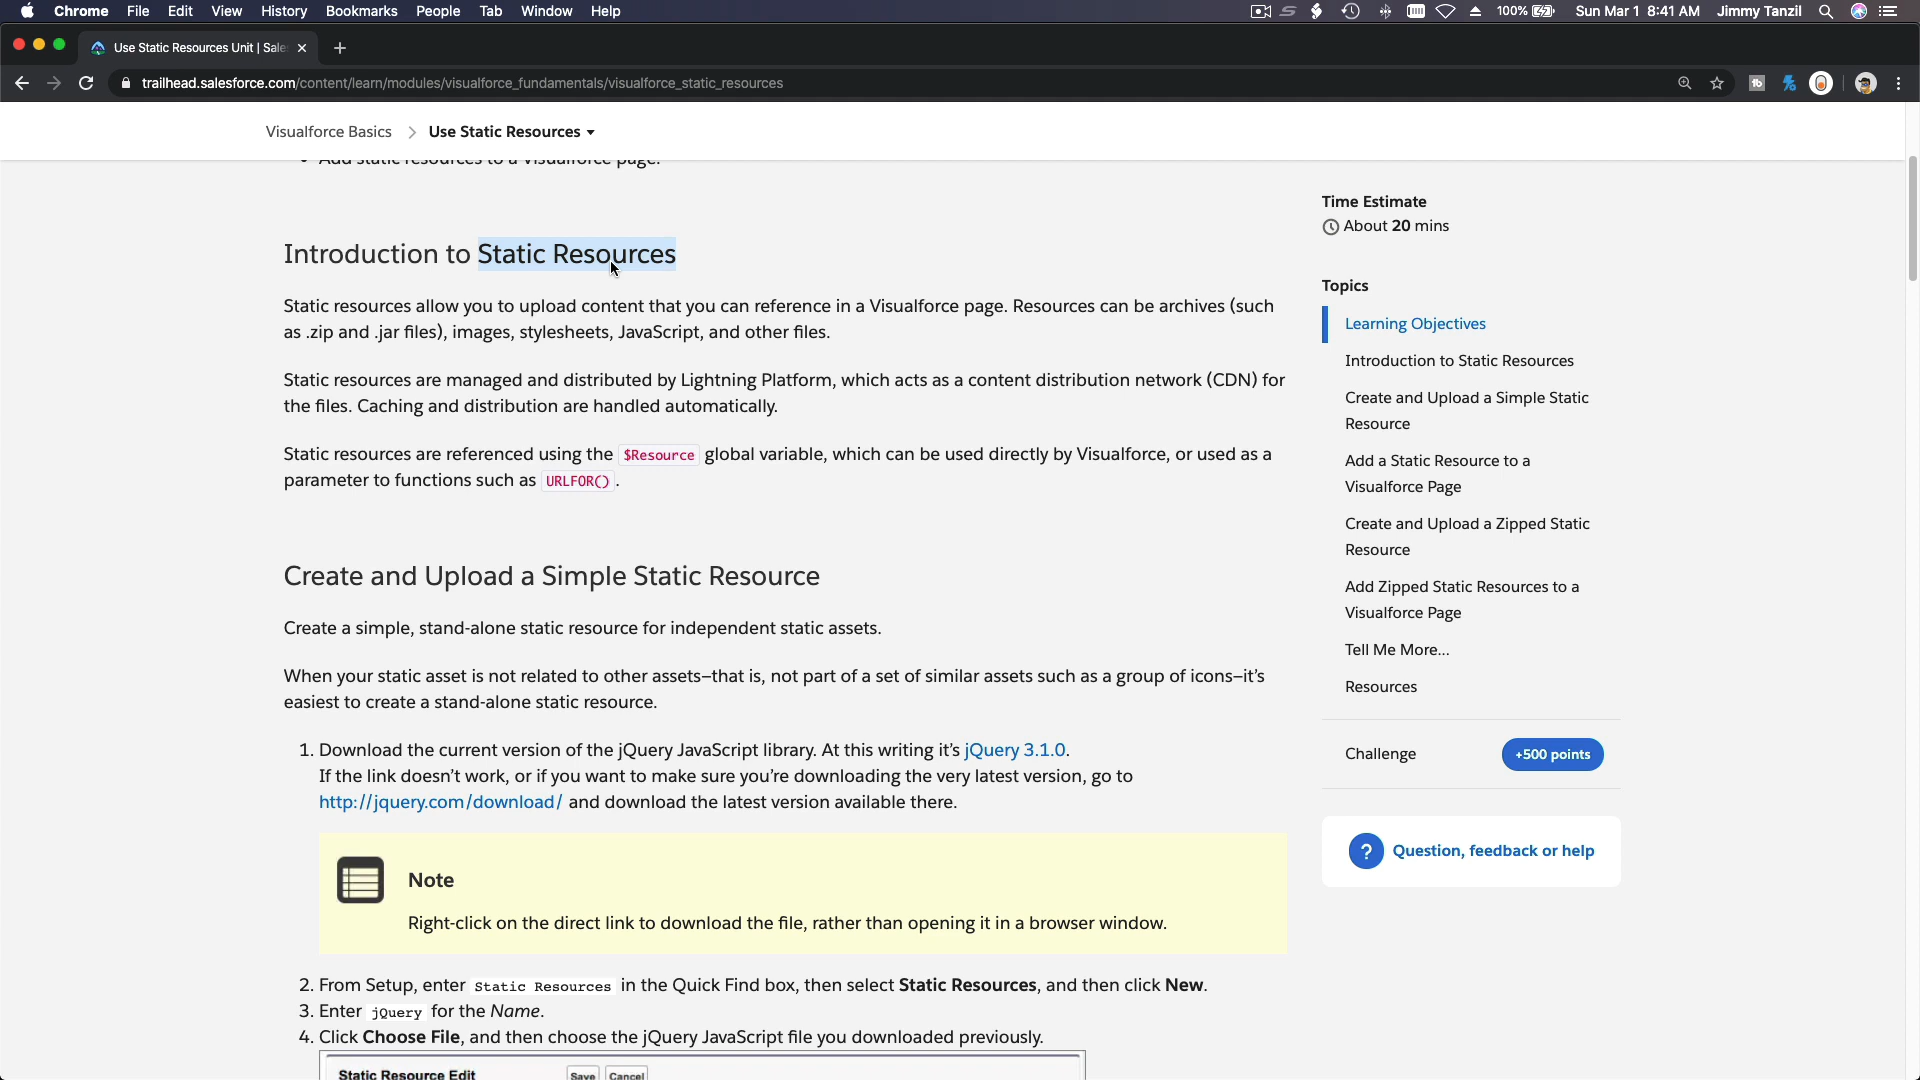 Chrome File Edit View History Bookmarks People Tab Window Help 100% Sun Mar 1 8:41 AM Jimmy Tanzil
Use Static Resources Unit | Sale
trailhead.salesforce.com/content/learn/modules/visualforce_fundamentals/visualforce_static_resources
Visualforce Basics Use Static Resources
• Add static resources to a Visualforce page.
Introduction to Static Resources
Static resources allow you to upload content that you can reference in a Visualforce page. Resources can be archives (such
as .zip and .jar files), images, stylesheets, JavaScript, and other files.
Static resources are managed and distributed by Lightning Platform, which acts as a content distribution network (CDN) for
the files. Caching and distribution are handled automatically.
Static resources are referenced using the $Resource global variable, which can be used directly by Visualforce, or used as a
parameter to functions such as URLFOR() .
Create and Upload a Simple Static Resource
Create a simple, stand-alone static resource for independent static assets.
When your static asset is not related to other assets–that is, not part of a set of similar assets such as a group of icons–it's
easiest to create a stand-alone static resource.
1. Download the current version of the jQuery JavaScript library. At this writing it's jQuery 3.1.0.
If the link doesn't work, or if you want to make sure you're downloading the very latest version, go to
http://jquery.com/download/ and download the latest version available there.
Note
Right-click on the direct link to download the file, rather than opening it in a browser window.
2. From Setup, enter Static Resources in the Quick Find box, then select Static Resources, and then click New.
3. Enter jQuery for the Name.
4. Click Choose File, and then choose the jQuery JavaScript file you downloaded previously.
Static Resource Edit Save Cancel
Time Estimate
About 20 mins
Topics
Learning Objectives
Introduction to Static Resources
Create and Upload a Simple Static
Resource
Add a Static Resource to a
Visualforce Page
Create and Upload a Zipped Static
Resource
Add Zipped Static Resources to a
Visualforce Page
Tell Me More...
Resources
Challenge +500 points
? Question, feedback or help